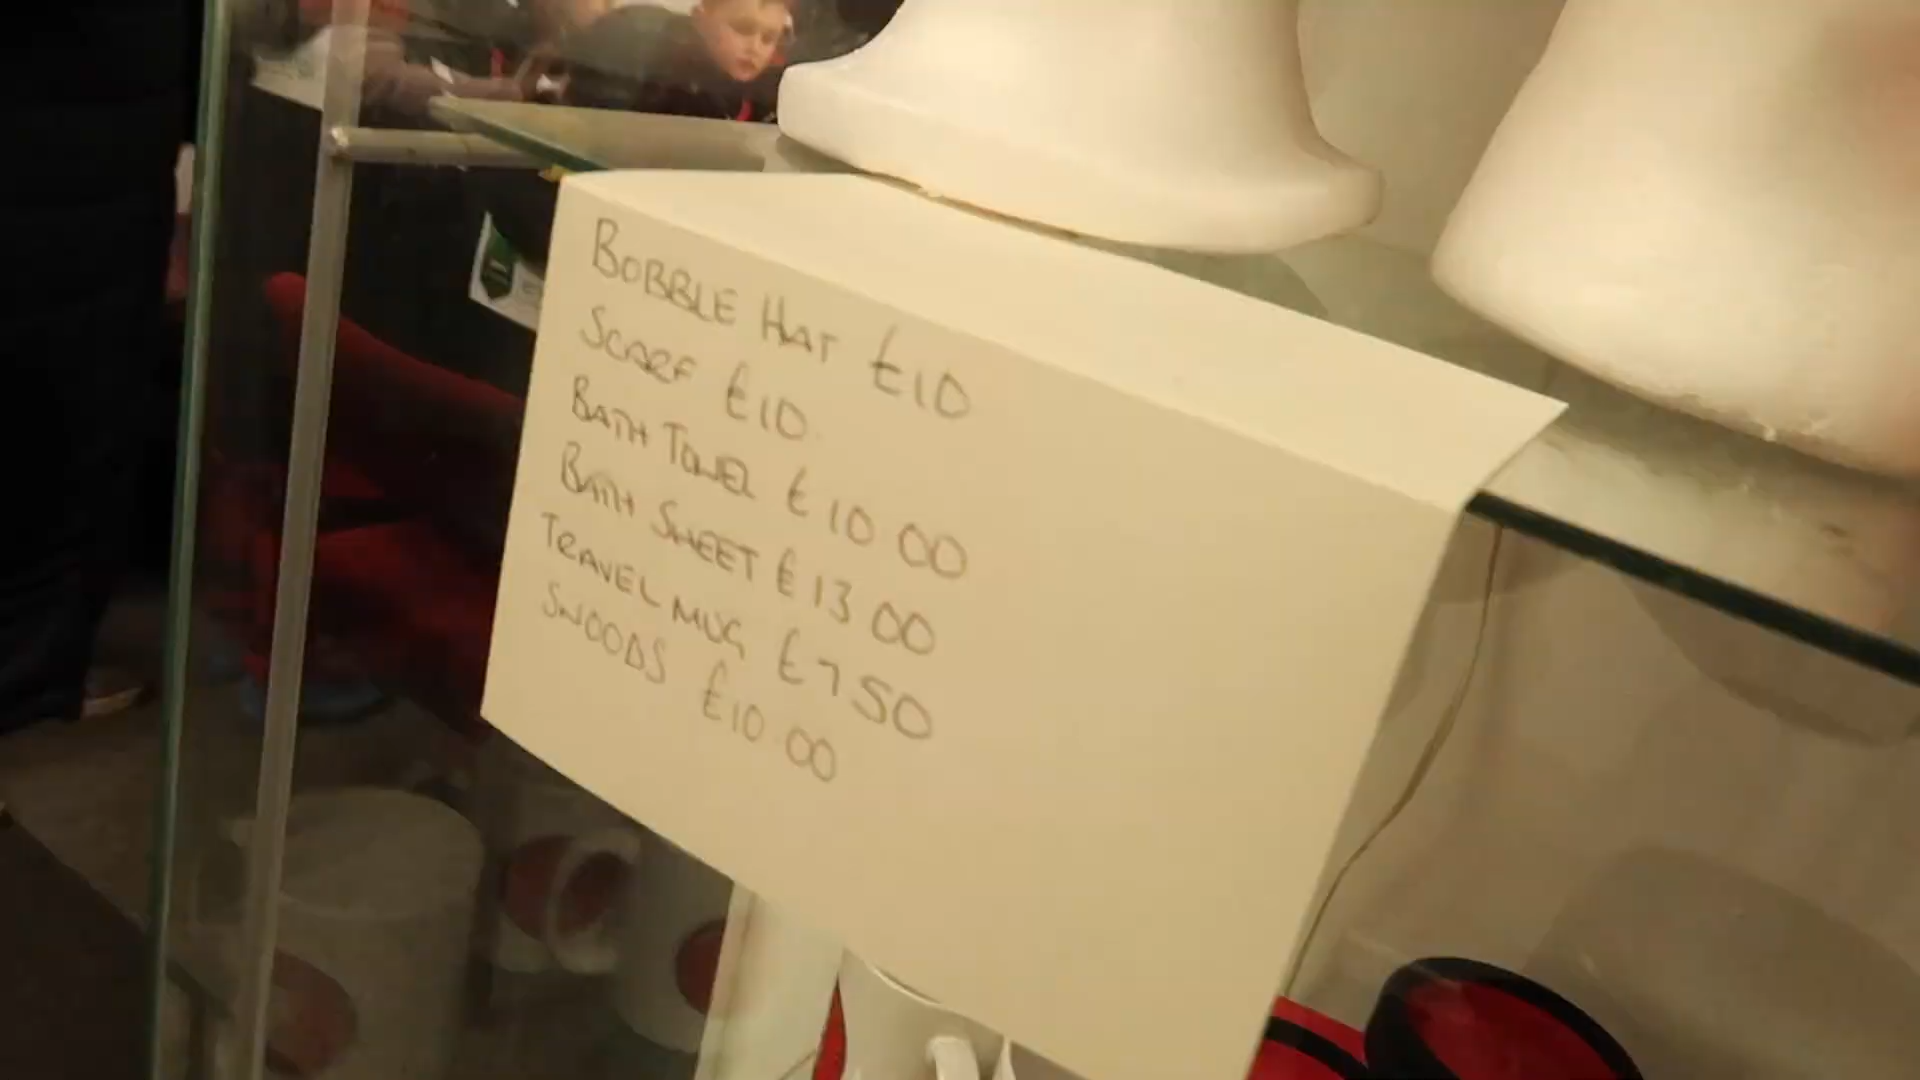 BOBBLE HAT £10
SCARF £10
BATH TOWEL £10.00
BATH SHEET £13.00
TRAVEL MUG £7.50
SNOODS £10.00